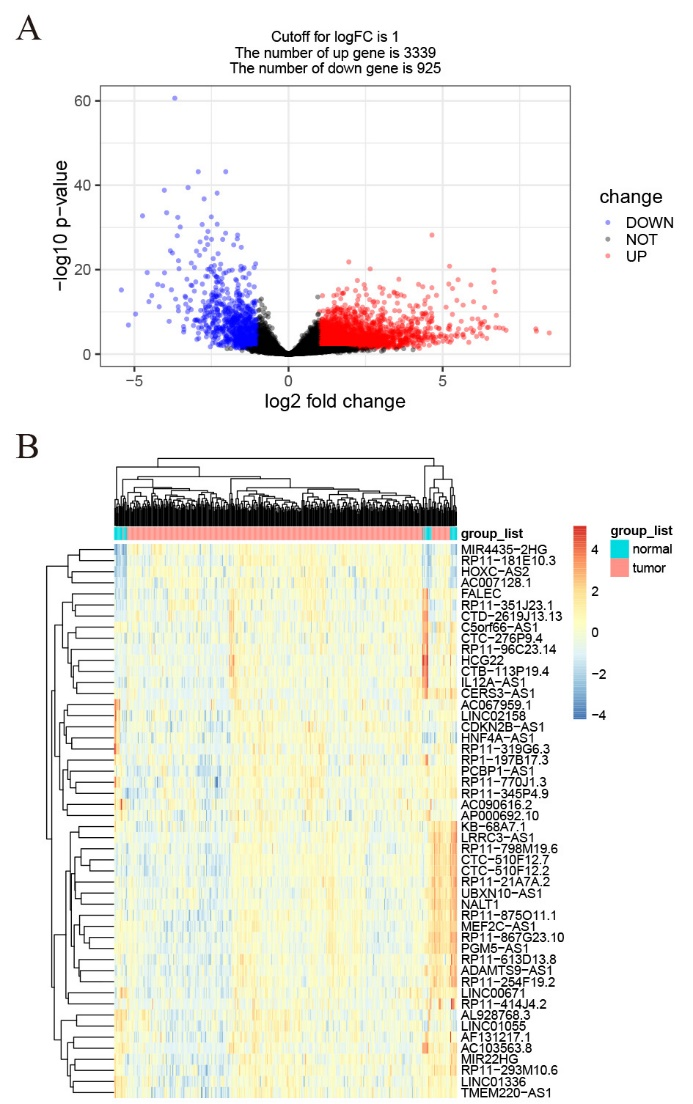 A
Cutoff for logFC is 1
The number of up gene is 3339
The number of down gene is 925
60
40
20
0
−log10 p−value
−5
0
5
log2 fold change
change
DOWN
NOT
UP
B
group_list
MIR4435−2HG
RP11−181E10.3
HOXC−AS2
AC007128.1
FALEC
RP11−351J23.1
CTD−2619J13.13
C5orf66−AS1
CTC−276P9.4
RP11−96C23.14
HCG22
CTB−113P19.4
IL12A−AS1
CERS3−AS1
AC067959.1
LINC02158
CDKN2B−AS1
HNF4A−AS1
RP11−319G6.3
RP1−197B17.3
PCBP1−AS1
RP11−770J1.3
RP11−345P4.9
AC090616.2
AP000692.10
KB−68A7.1
LRRC3−AS1
RP11−798M19.6
CTC−510F12.7
CTC−510F12.2
RP11−21A7A.2
UBXN10−AS1
NALT1
RP11−875O11.1
MEF2C−AS1
RP11−867G23.10
PGM5−AS1
RP11−613D13.8
ADAMTS9−AS1
RP11−254F19.2
LINC00671
RP11−414J4.2
AL928768.3
LINC01055
AF131217.1
AC103563.8
MIR22HG
RP11−293M10.6
LINC01336
TMEM220−AS1
4
2
0
−2
−4
group_list
normal
tumor